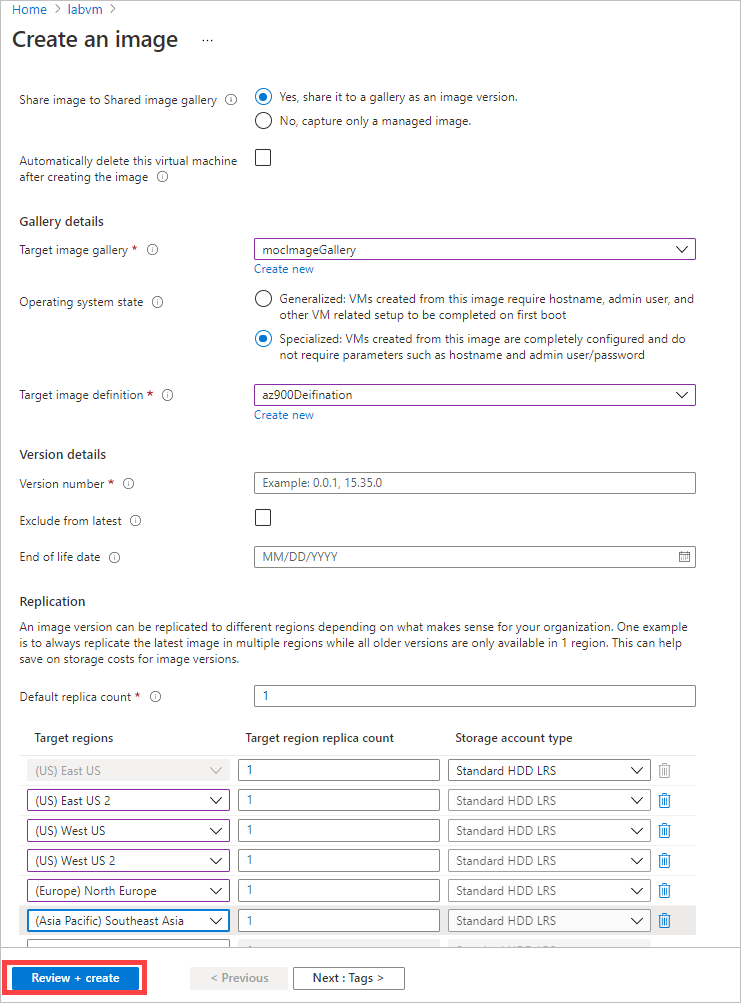 Home > labvm >
Create an image ...
Share image to Shared image gallery
Yes, share it to a gallery as an image version.
No, capture only a managed image.
Automatically delete this virtual machine
after creating the image
Gallery details
Target image gallery *
mocImageGallery
Create new
Operating system state
Generalized: VMs created from this image require hostname, admin user, and
other VM related setup to be completed on first boot
Specialized: VMs created from this image are completely configured and do
not require parameters such as hostname and admin user/password
Target image definition *
az900Deifination
Create new
Version details
Version number *
Example: 0.0.1, 15.35.0
Exclude from latest
End of life date
MM/DD/YYYY
Replication
An image version can be replicated to different regions depending on what makes sense for your organization. One example
is to always replicate the latest image in multiple regions while all older versions are only available in 1 region. This can help
save on storage costs for image versions.
Default replica count *
1
Target regions Target region replica count Storage account type
(US) East US 1 Standard HDD LRS
(US) East US 2 1 Standard HDD LRS
(US) West US 1 Standard HDD LRS
(US) West US 2 1 Standard HDD LRS
(Europe) North Europe 1 Standard HDD LRS
(Asia Pacific) Southeast Asia 1 Standard HDD LRS
Review + create < Previous Next : Tags >